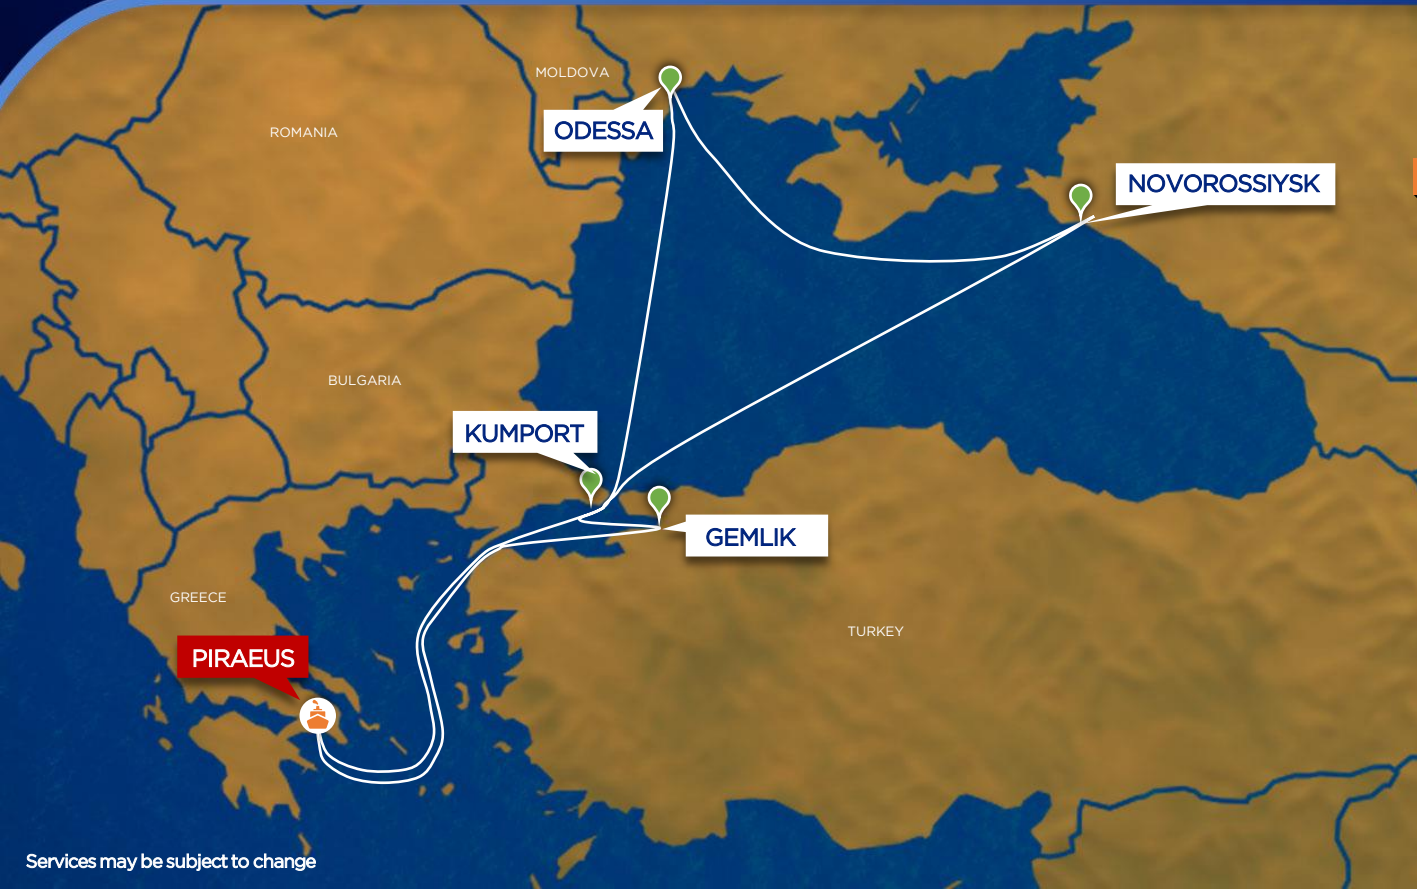 MOLDOVA
ROMANIA
ODESSA
NOVOROSSIYSK
BULGARIA
KUMPORT
GEMLIK
GREECE
TURKEY
PIRAEUS
Services may be subject to change